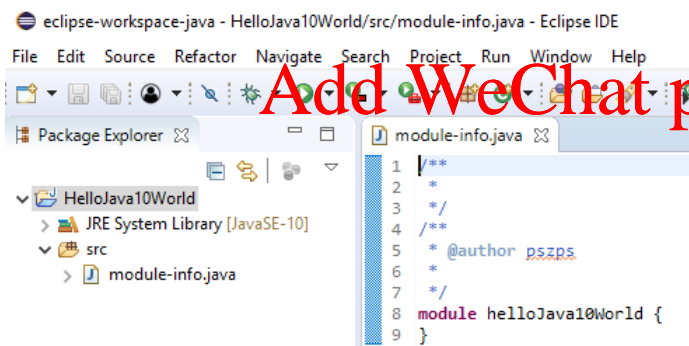 eclipse-workspace-java - HelloJava10World/src/module-info.java - Eclipse IDE
File Edit Source Refactor Navigate Search Project Run Window Help
Add WeChat p
Package Explorer
module-info.java
HelloJava10World
JRE System Library [JavaSE-10]
src
module-info.java
1 /**
2  *
3  */
4 /**
5  * @author pszps
6  *
7  */
8 module helloJava10World {
9 }